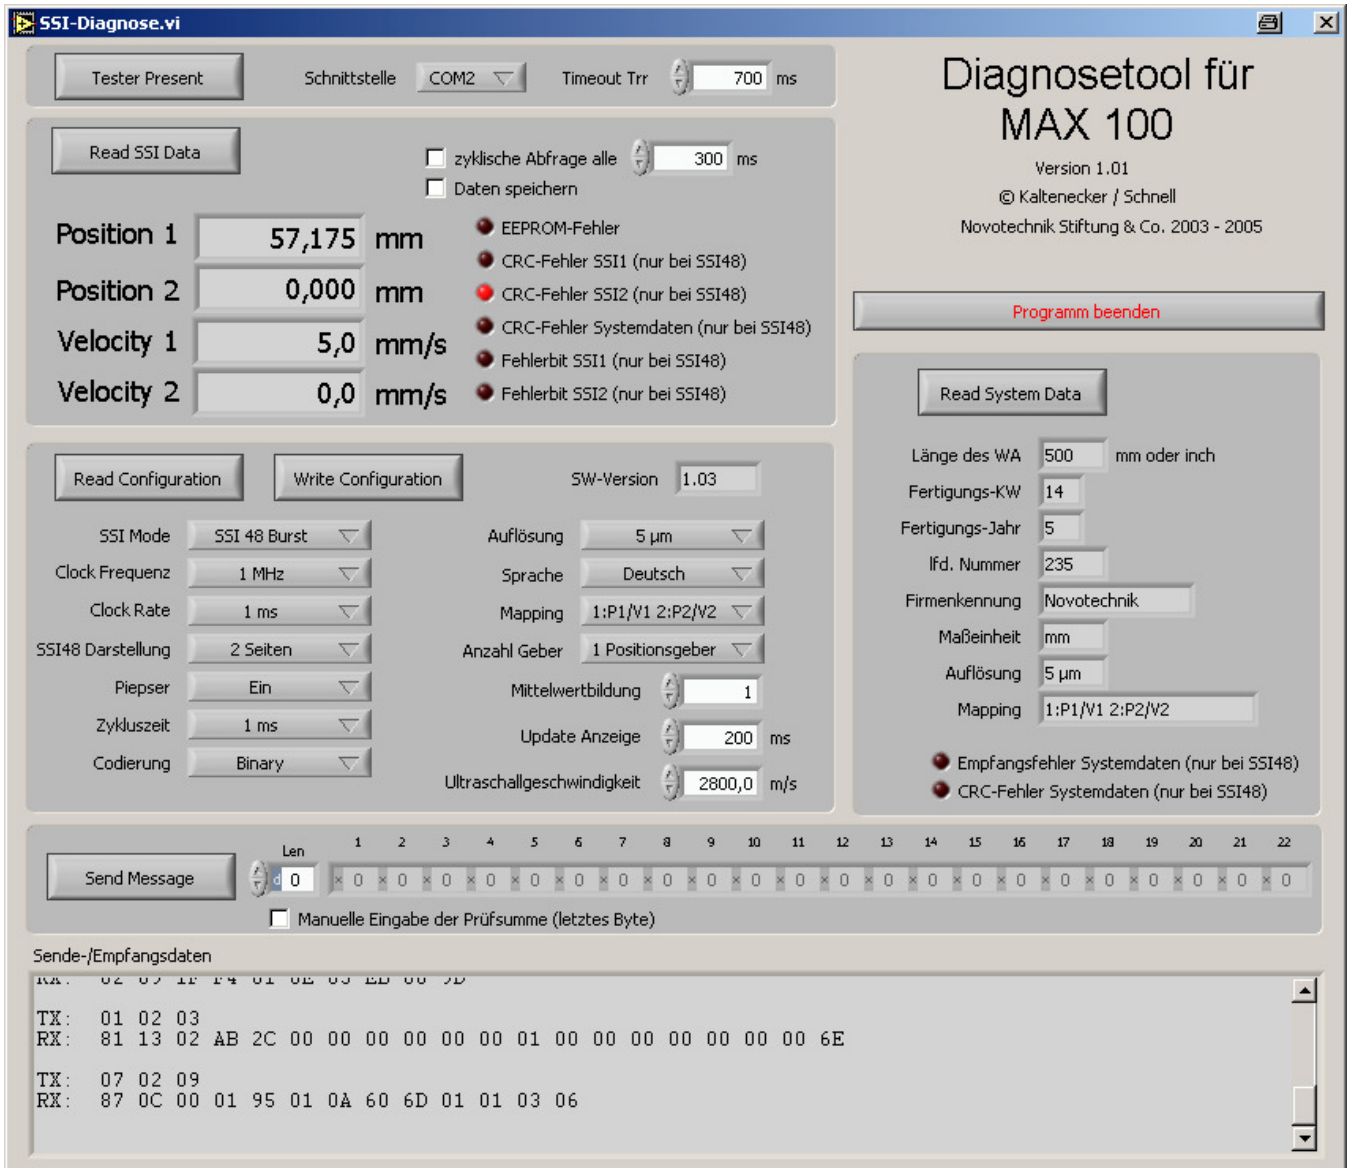 SSI-Diagnose.vi
Tester Present
Schnittstelle COM2
Timeout Trr 700 ms
Diagnosetool für
MAX 100
Version 1.01
© Kaltenecker / Schnell
Novotechnik Stiftung & Co. 2003 - 2005
Read SSI Data
zyklische Abfrage alle 300 ms
Daten speichern
Position 1 57,175 mm
Position 2 0,000 mm
Velocity 1 5,0 mm/s
Velocity 2 0,0 mm/s
EEPROM-Fehler
CRC-Fehler SSI1 (nur bei SSI48)
CRC-Fehler SSI2 (nur bei SSI48)
CRC-Fehler Systemdaten (nur bei SSI48)
Fehlerbit SSI1 (nur bei SSI48)
Fehlerbit SSI2 (nur bei SSI48)
Programm beenden
Read System Data
Länge des WA 500 mm oder inch
Fertigungs-KW 14
Fertigungs-Jahr 5
lfd. Nummer 235
Firmenkennung Novotechnik
Maßeinheit mm
Auflösung 5 µm
Mapping 1:P1/V1 2:P2/V2
Empfangsfehler Systemdaten (nur bei SSI48)
CRC-Fehler Systemdaten (nur bei SSI48)
Read Configuration
Write Configuration
SW-Version 1.03
SSI Mode SSI 48 Burst
Clock Frequenz 1 MHz
Clock Rate 1 ms
SSI48 Darstellung 2 Seiten
Piepser Ein
Zykluszeit 1 ms
Codierung Binary
Auflösung 5 µm
Sprache Deutsch
Mapping 1:P1/V1 2:P2/V2
Anzahl Geber 1 Positionsgeber
Mittelwertbildung 1
Update Anzeige 200 ms
Ultraschallgeschwindigkeit 2800,0 m/s
Len 1 2 3 4 5 6 7 8 9 10 11 12 13 14 15 16 17 18 19 20 21 22
Send Message d 0 x 0 x 0 x 0 x 0 x 0 x 0 x 0 x 0 x 0 x 0 x 0 x 0 x 0 x 0 x 0 x 0 x 0 x 0 x 0 x 0 x 0 x 0
Manuelle Eingabe der Prüfsumme (letztes Byte)
Sende-/Empfangsdaten
TX: 01 02 03
RX: 81 13 02 AB 2C 00 00 00 00 00 00 01 00 00 00 00 00 00 00 6E
TX: 07 02 09
RX: 87 0C 00 01 95 01 0A 60 6D 01 01 03 06